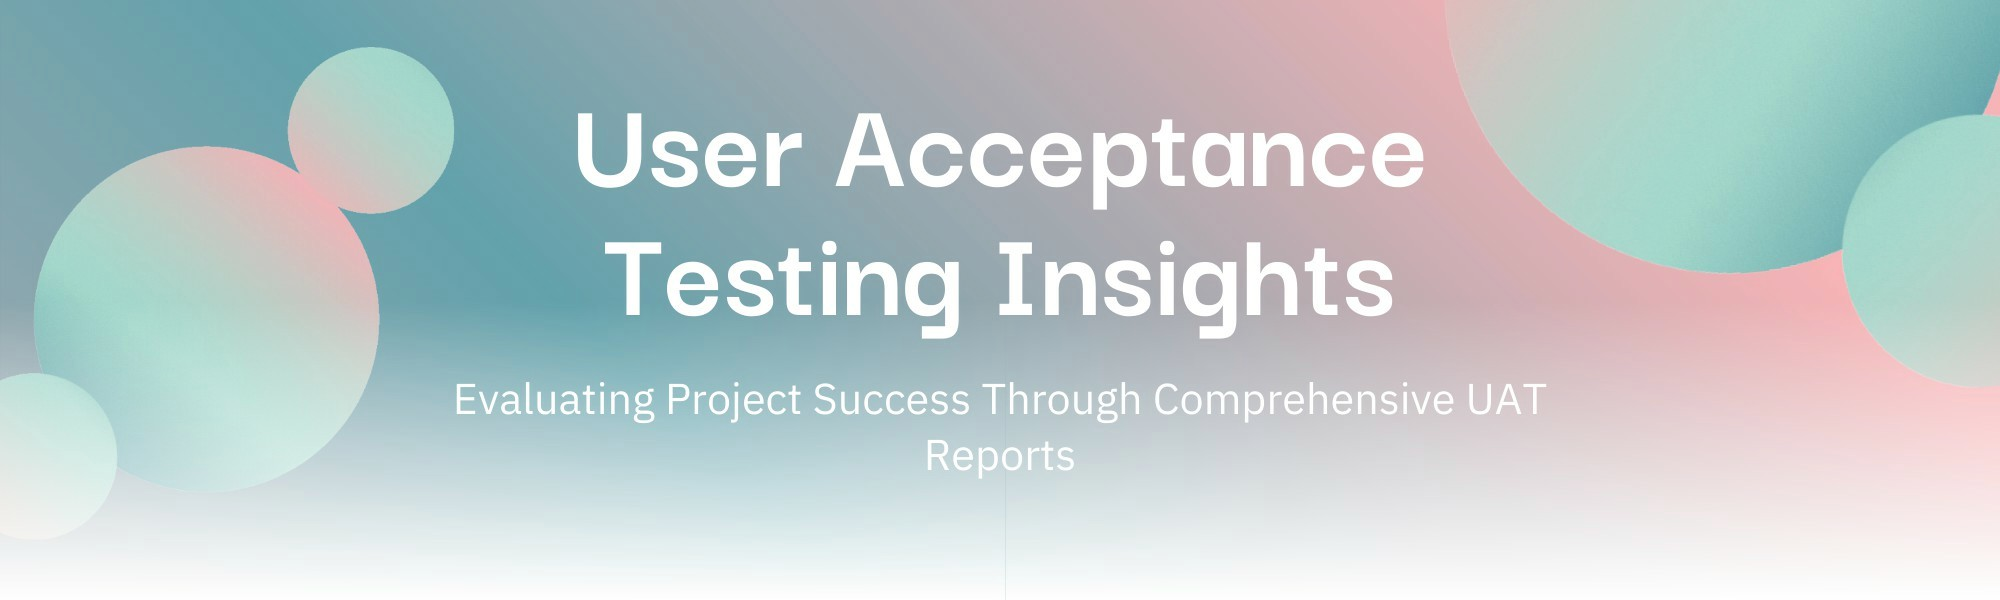 User Acceptance
Testing Insights
Evaluating Project Success Through Comprehensive UAT
Reports